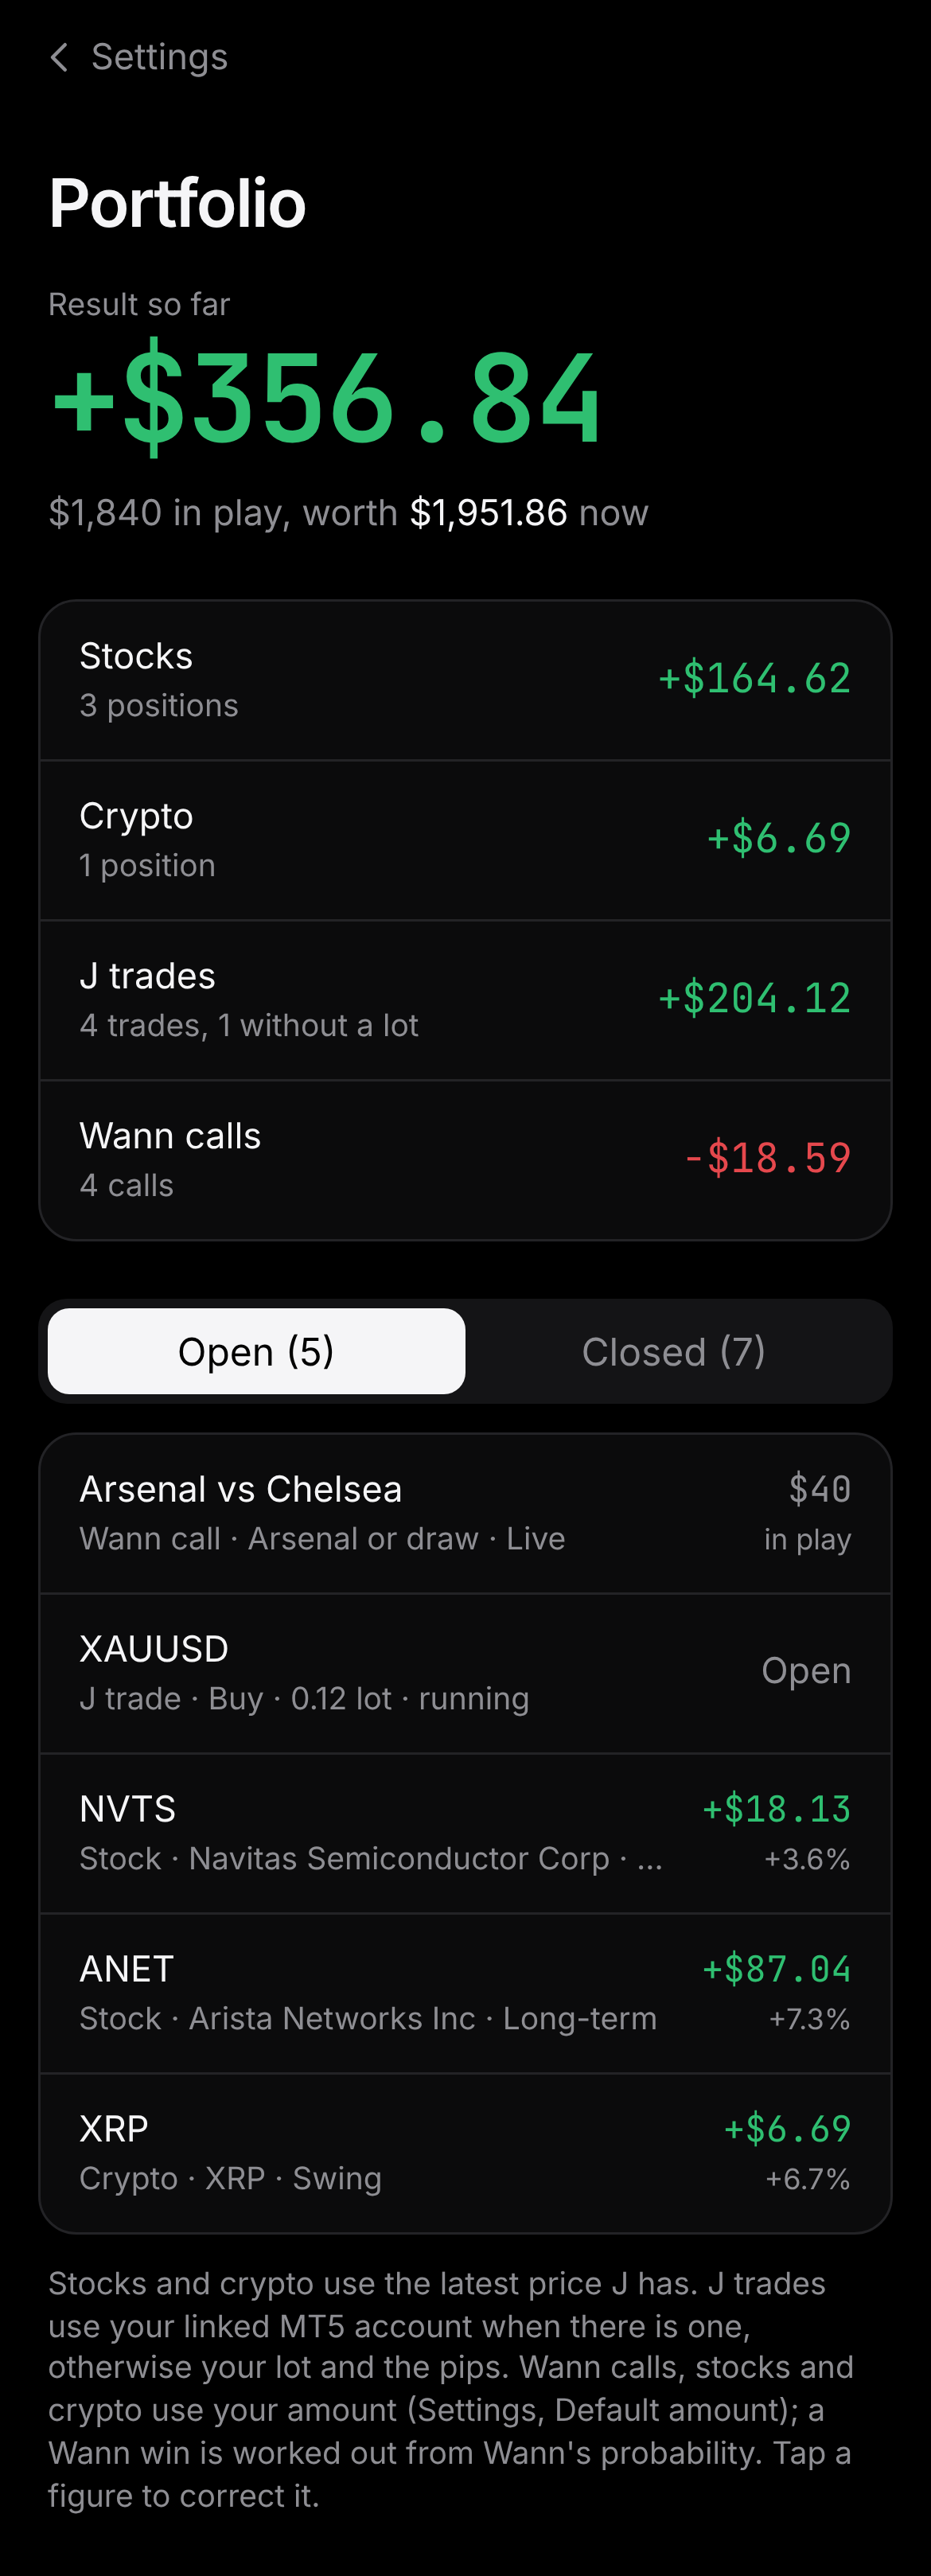 Settings
Portfolio
Result so far
+$356.84
$1,840 in play, worth $1,951.86 now
Stocks
3 positions
+$164.62
Crypto
1 position
+$6.69
J trades
4 trades, 1 without a lot
+$204.12
Wann calls
4 calls
-$18.59
Open (5)
Closed (7)
Arsenal vs Chelsea
$40
Wann call · Arsenal or draw · Live
in play
XAUUSD
J trade · Buy · 0.12 lot · running
Open
NVTS
+$18.13
Stock · Navitas Semiconductor Corp · ...
+3.6%
ANET
+$87.04
Stock · Arista Networks Inc · Long-term
+7.3%
XRP
+$6.69
Crypto · XRP · Swing
+6.7%
Stocks and crypto use the latest price J has. J trades
use your linked MT5 account when there is one,
otherwise your lot and the pips. Wann calls, stocks and
crypto use your amount (Settings, Default amount); a
Wann win is worked out from Wann's probability. Tap a
figure to correct it.